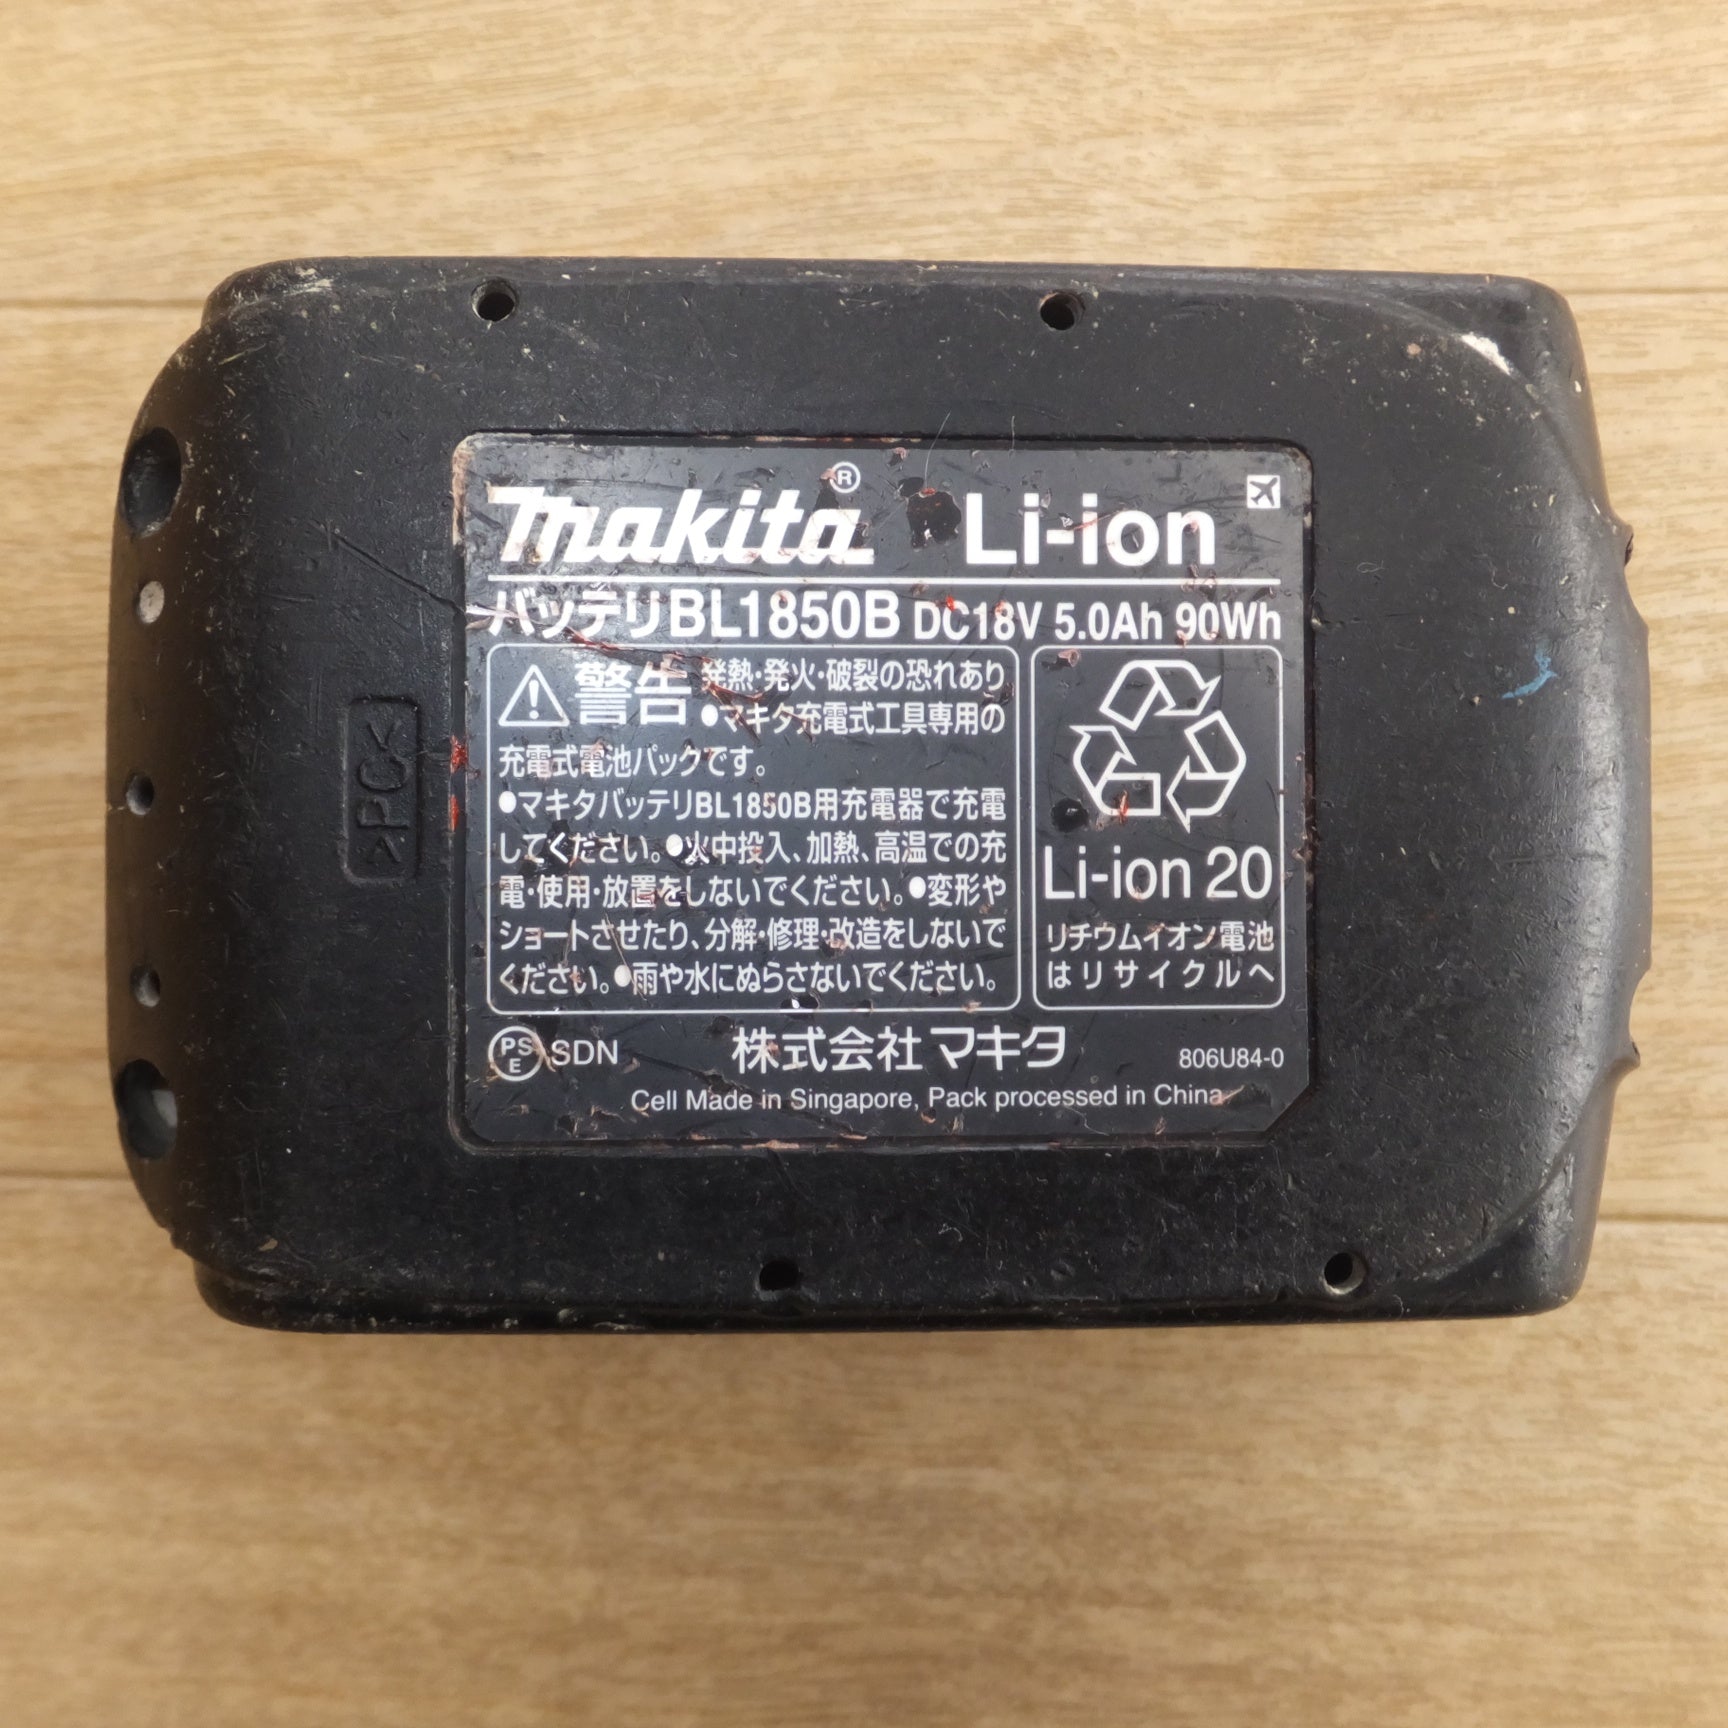 makita® Li-ion
バッテリBL1850B DC18V 5.0Ah 90Wh
警告 発熱・発火・破裂の恐れあり
●マキタ充電式工具専用の
充電式電池パックです。
●マキタバッテリBL1850B用充電器で充電
してください。●火中投入、加熱、高温での充
電・使用・放置をしないでください。●変形や
ショートさせたり、分解・修理・改造をしないで
ください。●雨や水にぬらさないでください。
Li-ion 20
リチウムイオン電池
はリサイクルへ
PS
E SDN 株式会社マキタ 806U84-0
Cell Made in Singapore, Pack processed in China
>PC<